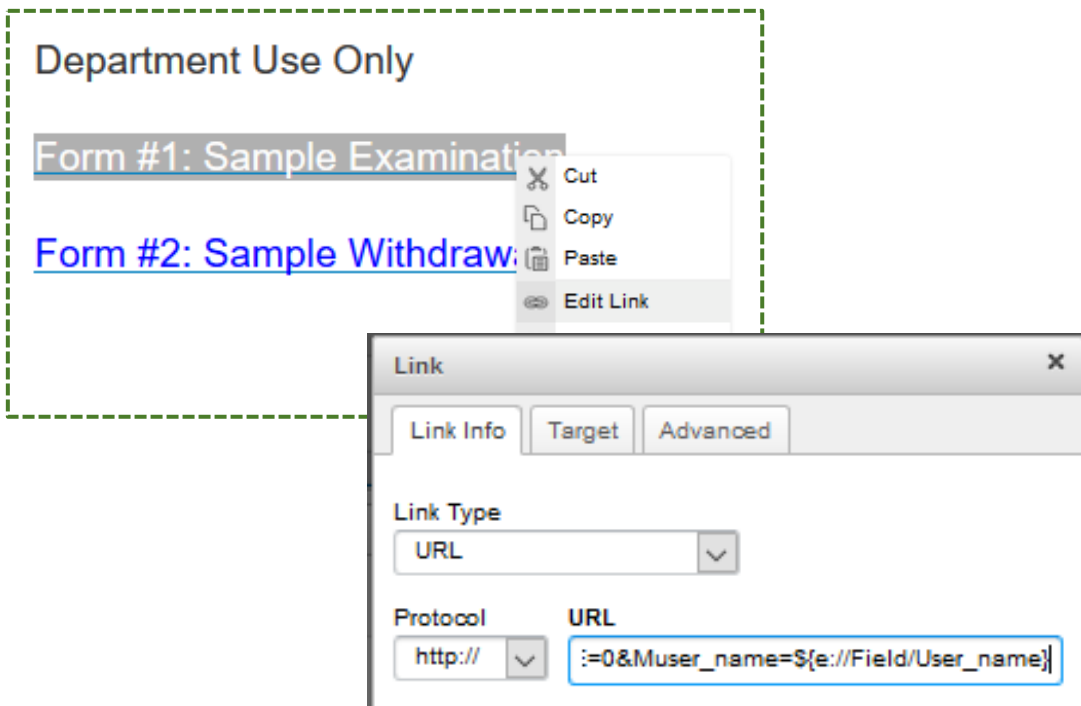 Department Use Only
Form #1: Sample Examination
Cut
Copy
Form #2: Sample Withdrawa
Paste
Edit Link
Link
Link Info Target Advanced
Link Type
URL
Protocol URL
http:// =0&Muser_name=${e://Field/User_name}